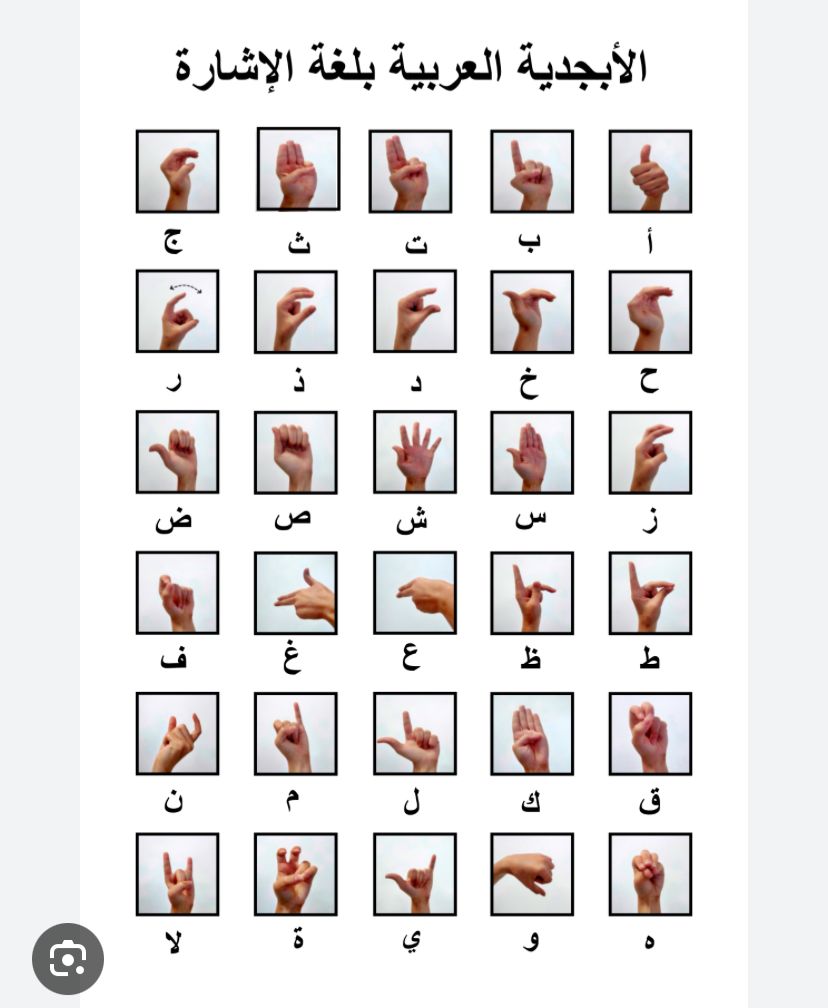 الأبجدية العربية بلغة الإشارة
أ ب ت ث ج
ح خ د ذ ر
ز س ش ص ض
ط ظ ع غ ف
ق ك ل م ن
ه و ي ة لا